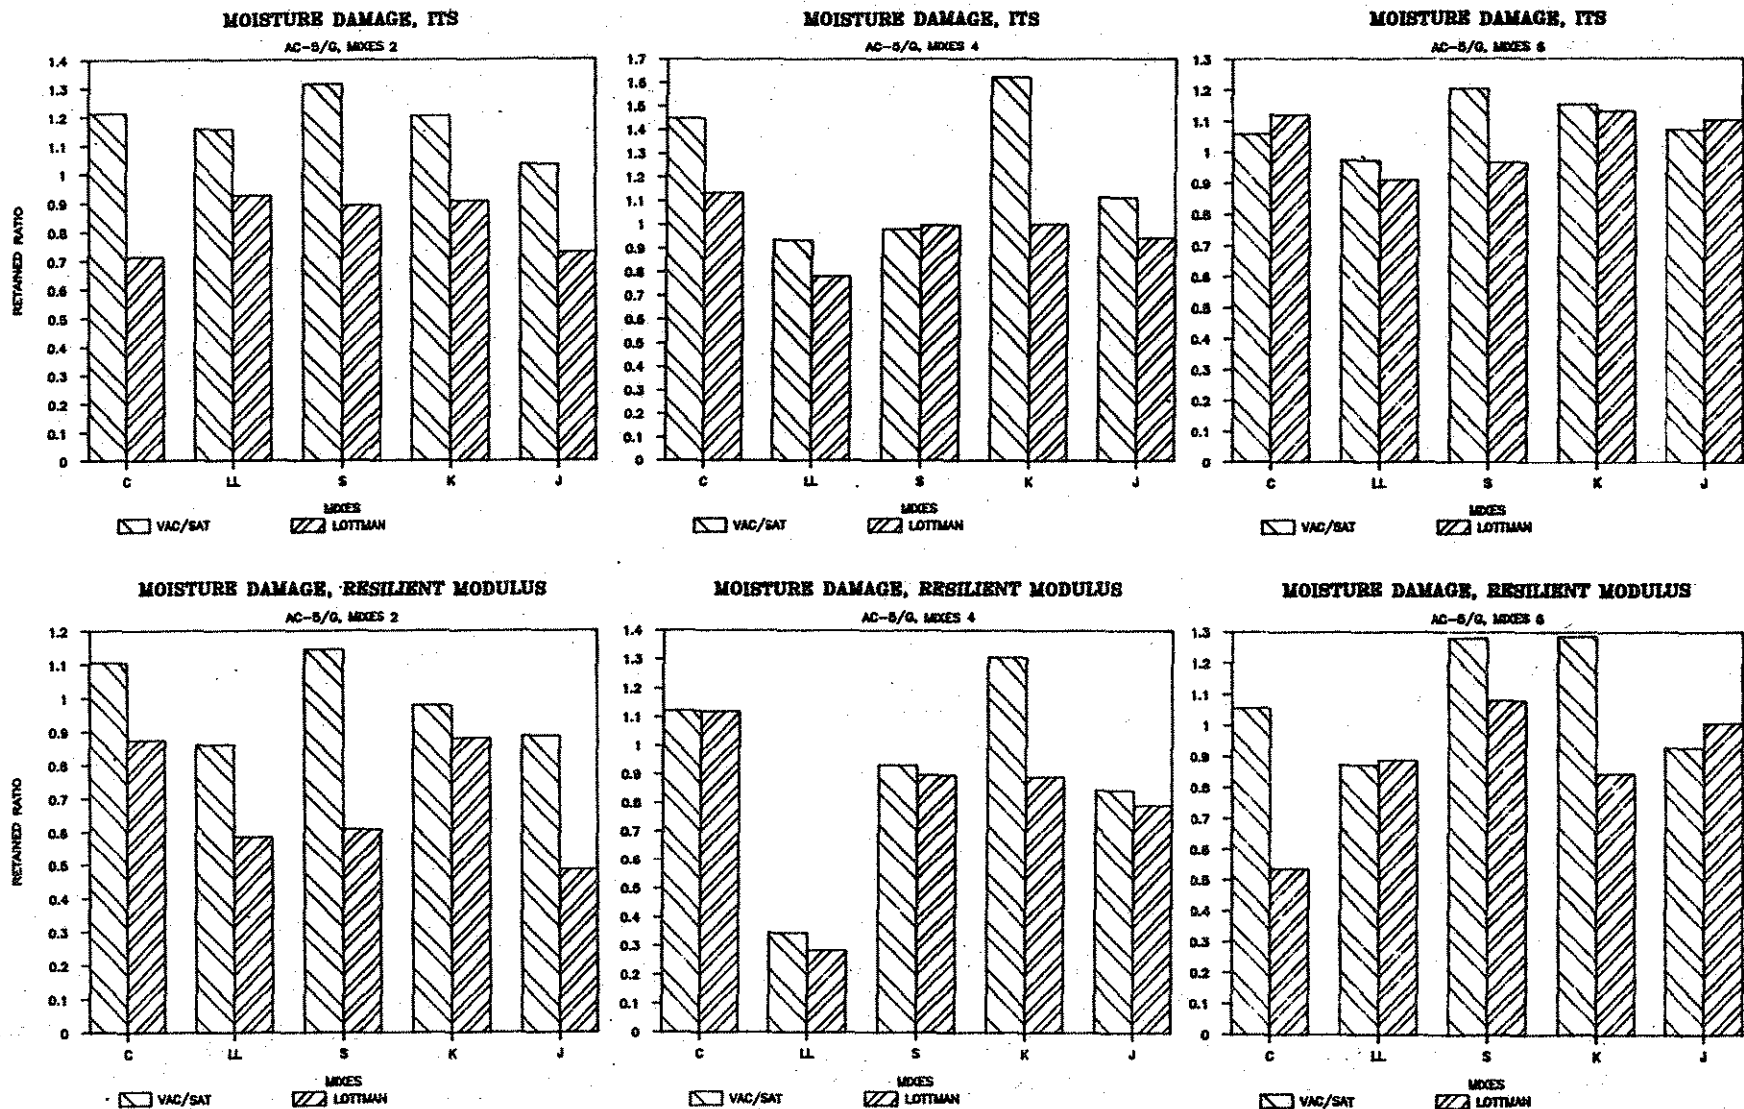 MOISTURE DAMAGE, ITS
AC-5/G, MIXES 2
1.4
1.3
1.2
1.1
1
0.9
0.8
0.7
0.6
0.5
0.4
0.3
0.2
0.1
0
RETAINED RATIO
C LL S K J
MIXES
VAC/SAT LOTTMAN
MOISTURE DAMAGE, ITS
AC-5/G, MIXES 4
1.7
1.6
1.5
1.4
1.3
1.2
1.1
1
0.9
0.8
0.7
0.6
0.5
0.4
0.3
0.2
0.1
0
C LL S K J
MIXES
VAC/SAT LOTTMAN
MOISTURE DAMAGE, ITS
AC-5/G, MIXES 6
1.3
1.2
1.1
1
0.9
0.8
0.7
0.6
0.5
0.4
0.3
0.2
0.1
0
C LL S K J
MIXES
VAC/SAT LOTTMAN
MOISTURE DAMAGE, RESILIENT MODULUS
AC-5/G, MIXES 2
1.2
1.1
1
0.9
0.8
0.7
0.6
0.5
0.4
0.3
0.2
0.1
0
RETAINED RATIO
C LL S K J
MIXES
VAC/SAT LOTTMAN
MOISTURE DAMAGE, RESILIENT MODULUS
AC-5/G, MIXES 4
1.4
1.3
1.2
1.1
1
0.9
0.8
0.7
0.6
0.5
0.4
0.3
0.2
0.1
0
C LL S K J
MIXES
VAC/SAT LOTTMAN
MOISTURE DAMAGE, RESILIENT MODULUS
AC-5/G, MIXES 6
1.3
1.2
1.1
1
0.9
0.8
0.7
0.6
0.5
0.4
0.3
0.2
0.1
0
C LL S K J
MIXES
VAC/SAT LOTTMAN